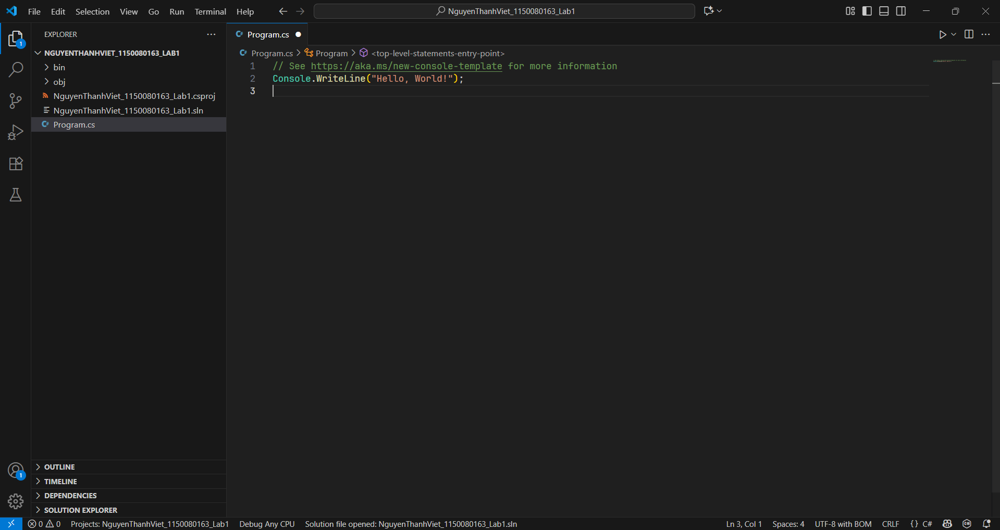 File Edit Selection View Go Run Terminal Help
NguyenThanhViet_1150080163_Lab1
1
EXPLORER
NGUYENTHANHVIET_1150080163_LAB1
bin
obj
NguyenThanhViet_1150080163_Lab1.csproj
NguyenThanhViet_1150080163_Lab1.sln
C# Program.cs
C# Program.cs
C# Program.cs > Program > <top-level-statements-entry-point>
1 // See https://aka.ms/new-console-template for more information
2 Console.WriteLine("Hello, World!");
3
1
OUTLINE
TIMELINE
DEPENDENCIES
SOLUTION EXPLORER
0 0 Projects: NguyenThanhViet_1150080163_Lab1 Debug Any CPU Solution file opened: NguyenThanhViet_1150080163_Lab1.sln Ln 3, Col 1 Spaces: 4 UTF-8 with BOM CRLF {} C#